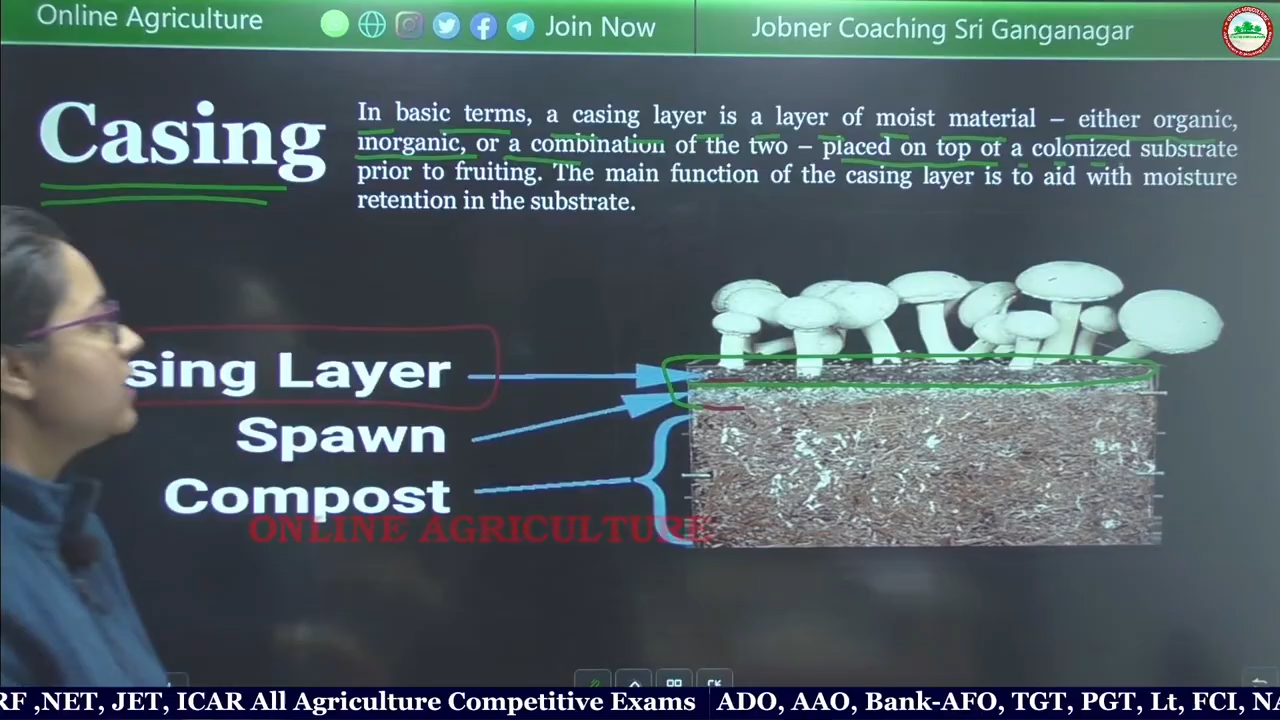 Online Agriculture
Join Now
Jobner Coaching Sri Ganganagar
Casing
In basic terms, a casing layer is a layer of moist material – either organic,
inorganic, or a combination of the two – placed on top of a colonized substrate
prior to fruiting. The main function of the casing layer is to aid with moisture
retention in the substrate.
sing Layer
Spawn
Compost
ONLINE AGRICULTURE
RF ,NET, JET, ICAR All Agriculture Competitive Exams
ADO, AAO, Bank-AFO, TGT, PGT, Lt, FCI, NA